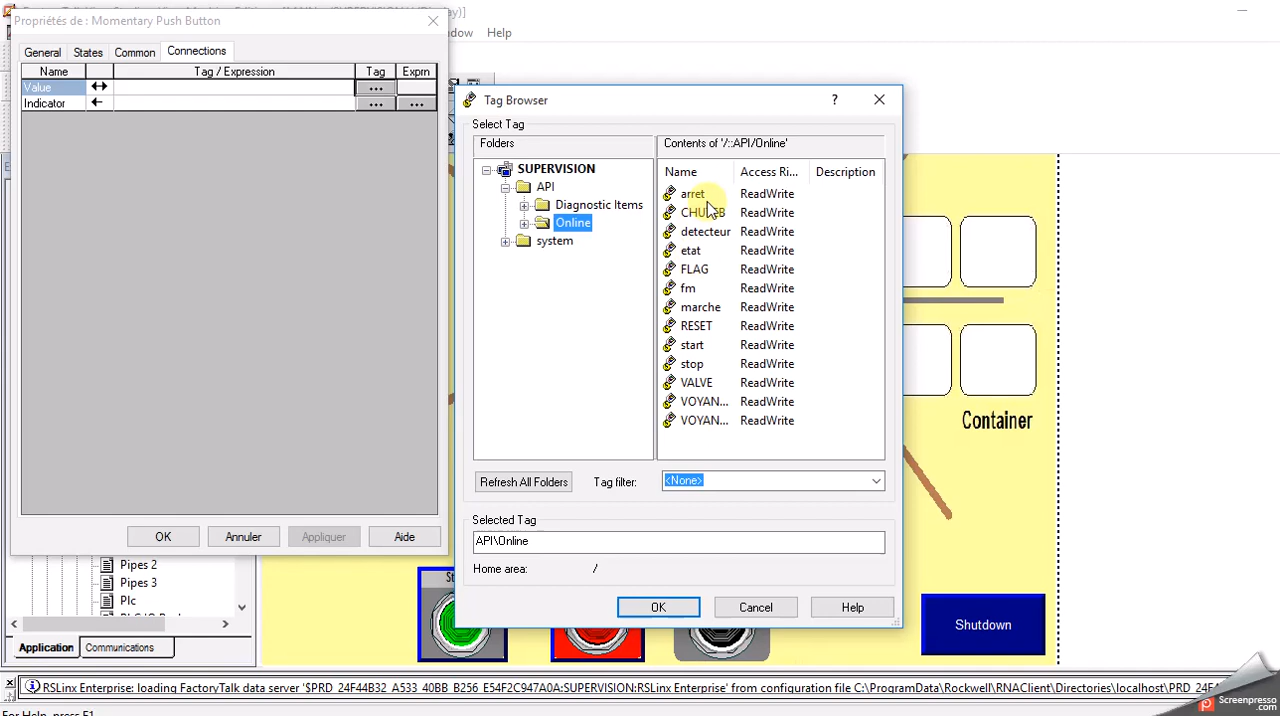 Propriétés de : Momentary Push Button
General States Common Connections
Name Tag / Expression Tag Exprn
Value ...
Indicator ... ...
OK Annuler Appliquer Aide
Window Help
Tag Browser ?
Select Tag
Folders
SUPERVISION
API
Diagnostic Items
Online
system
Contents of '/::API/Online'
Name Access Ri... Description
arret ReadWrite
ReadWrite
detecteur ReadWrite
etat ReadWrite
FLAG ReadWrite
fm ReadWrite
marche ReadWrite
RESET ReadWrite
start ReadWrite
stop ReadWrite
VALVE ReadWrite
VOYAN... ReadWrite
VOYAN... ReadWrite
Refresh All Folders Tag filter: <None>
Selected Tag
API\Online
Home area: /
OK Cancel Help
Container
Shutdown
Pipes 2
Pipes 3
Plc
Application Communications
RSLinx Enterprise: loading FactoryTalk data server '$PRD_24F44B32_A533_40BB_B256_E54F2C947A0A:SUPERVISION:RSLinx Enterprise' from configuration file C:\ProgramData\Rockwell\RNAClient\Directories\localhost\PRD_24F
For Help, press F1
Screenpresso
.com